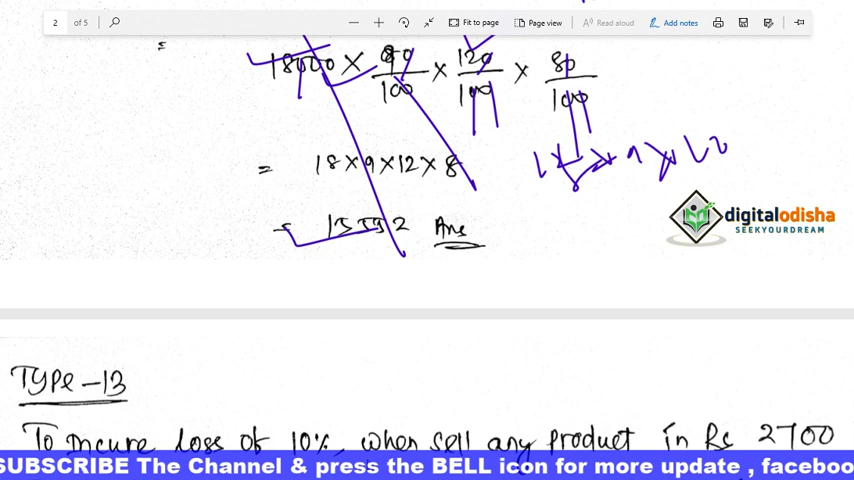 2 of 5 Fit to page Page view Read aloud Add notes
18000 × 90/100 × 120/100 × 80/100
= 18×9×12×8
= 15552 Ans
digitalodisha
SEEKYOURDREAM
TYPE-13
To incure loss of 10%, when sell any product in Rs 2700
SUBSCRIBE The Channel & press the BELL icon for more update , faceboo